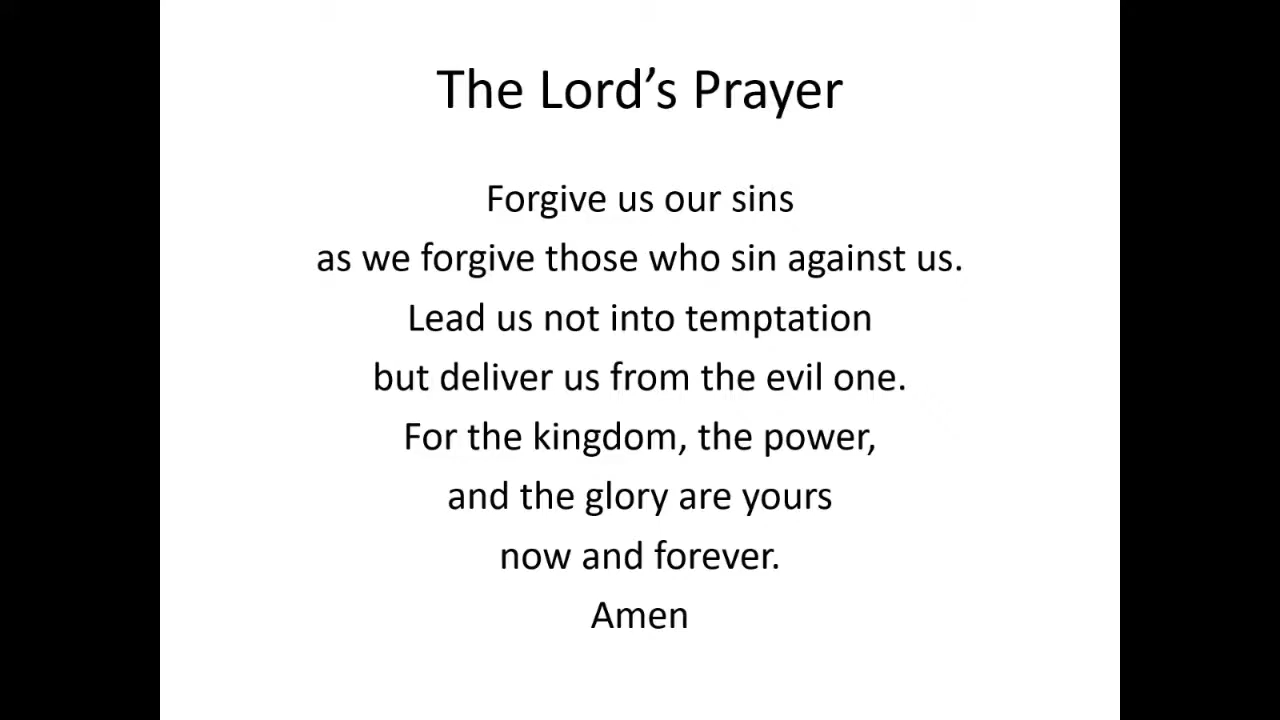 The Lord’s Prayer
Forgive us our sins
as we forgive those who sin against us.
Lead us not into temptation
but deliver us from the evil one.
For the kingdom, the power,
and the glory are yours
now and forever.
Amen